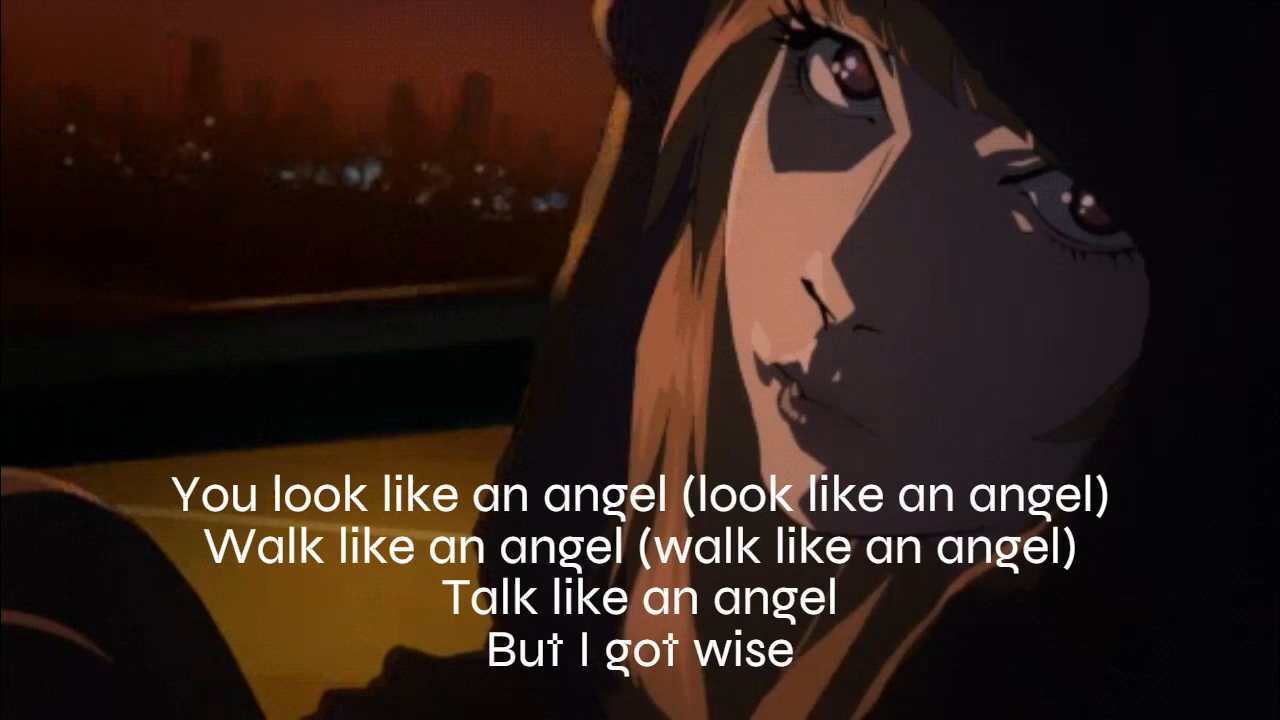 You look like an angel (look like an angel)
Walk like an angel (walk like an angel)
Talk like an angel
But I got wise